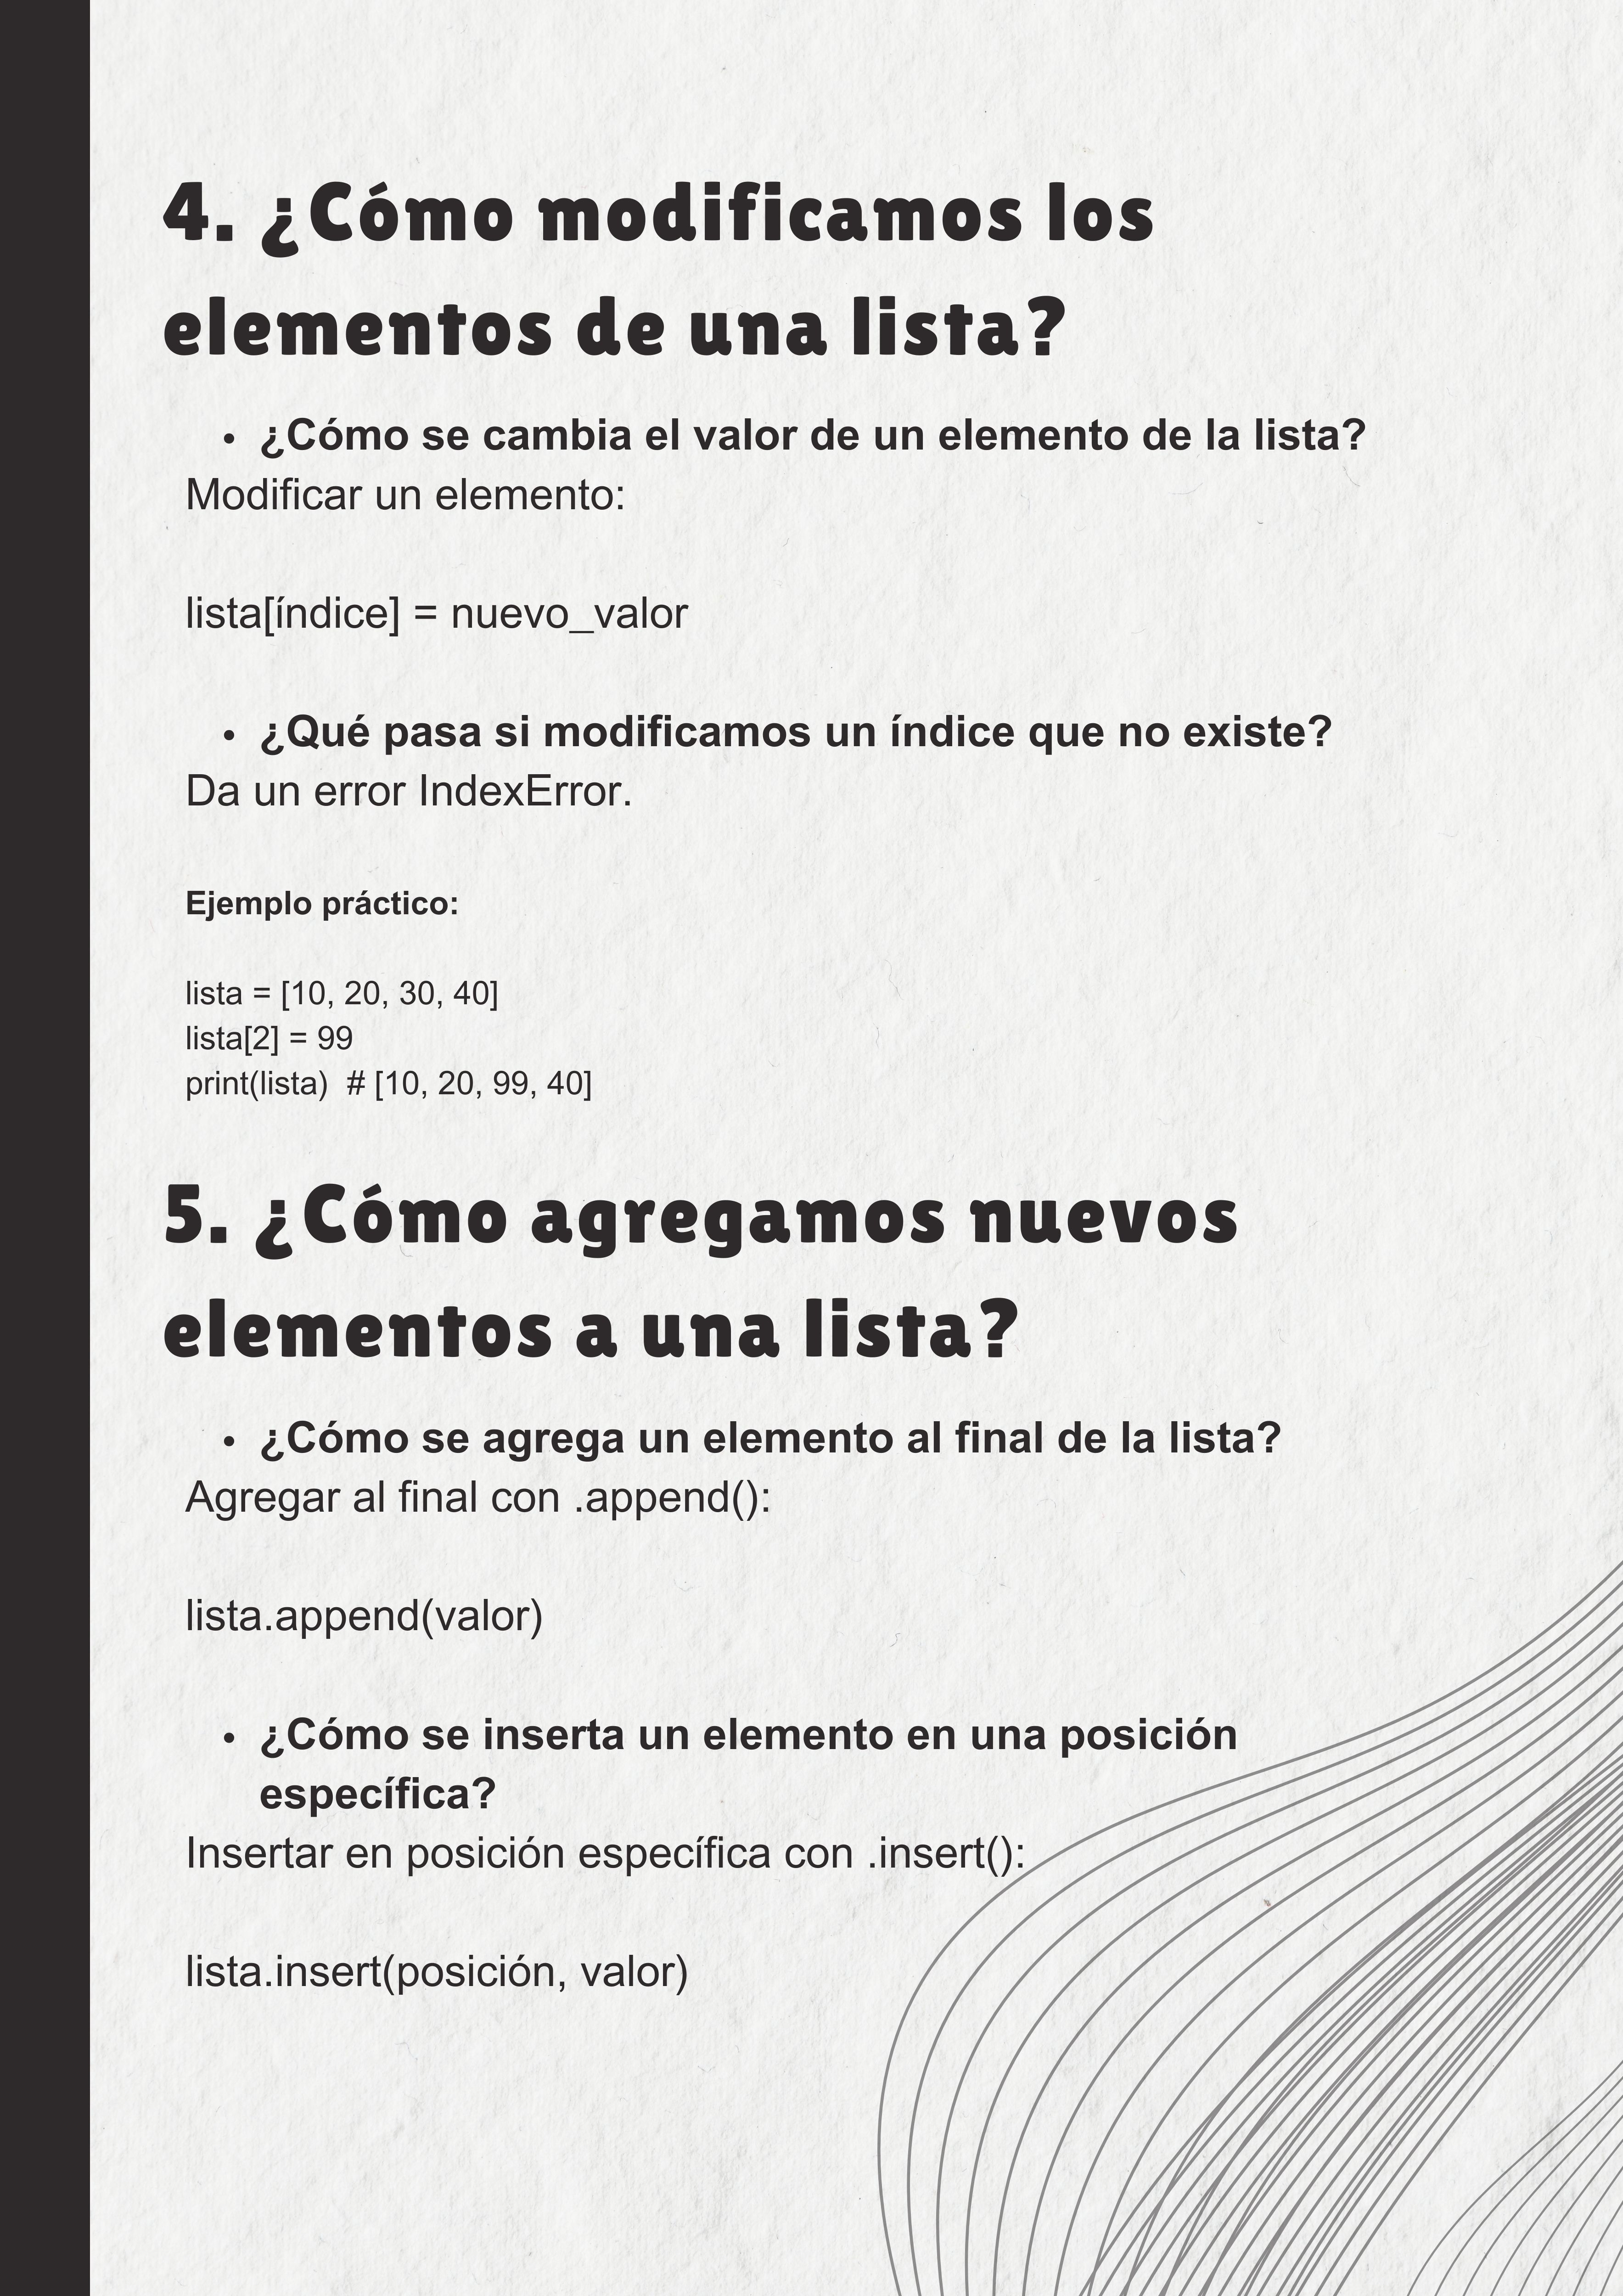 4. ¿Cómo modificamos los
elementos de una lista?
• ¿Cómo se cambia el valor de un elemento de la lista?
Modificar un elemento:
lista[índice] = nuevo_valor
• ¿Qué pasa si modificamos un índice que no existe?
Da un error IndexError.
Ejemplo práctico:
lista = [10, 20, 30, 40]
lista[2] = 99
print(lista)  # [10, 20, 99, 40]
5. ¿Cómo agregamos nuevos
elementos a una lista?
• ¿Cómo se agrega un elemento al final de la lista?
Agregar al final con .append():
lista.append(valor)
• ¿Cómo se inserta un elemento en una posición
específica?
Insertar en posición específica con .insert():
lista.insert(posición, valor)